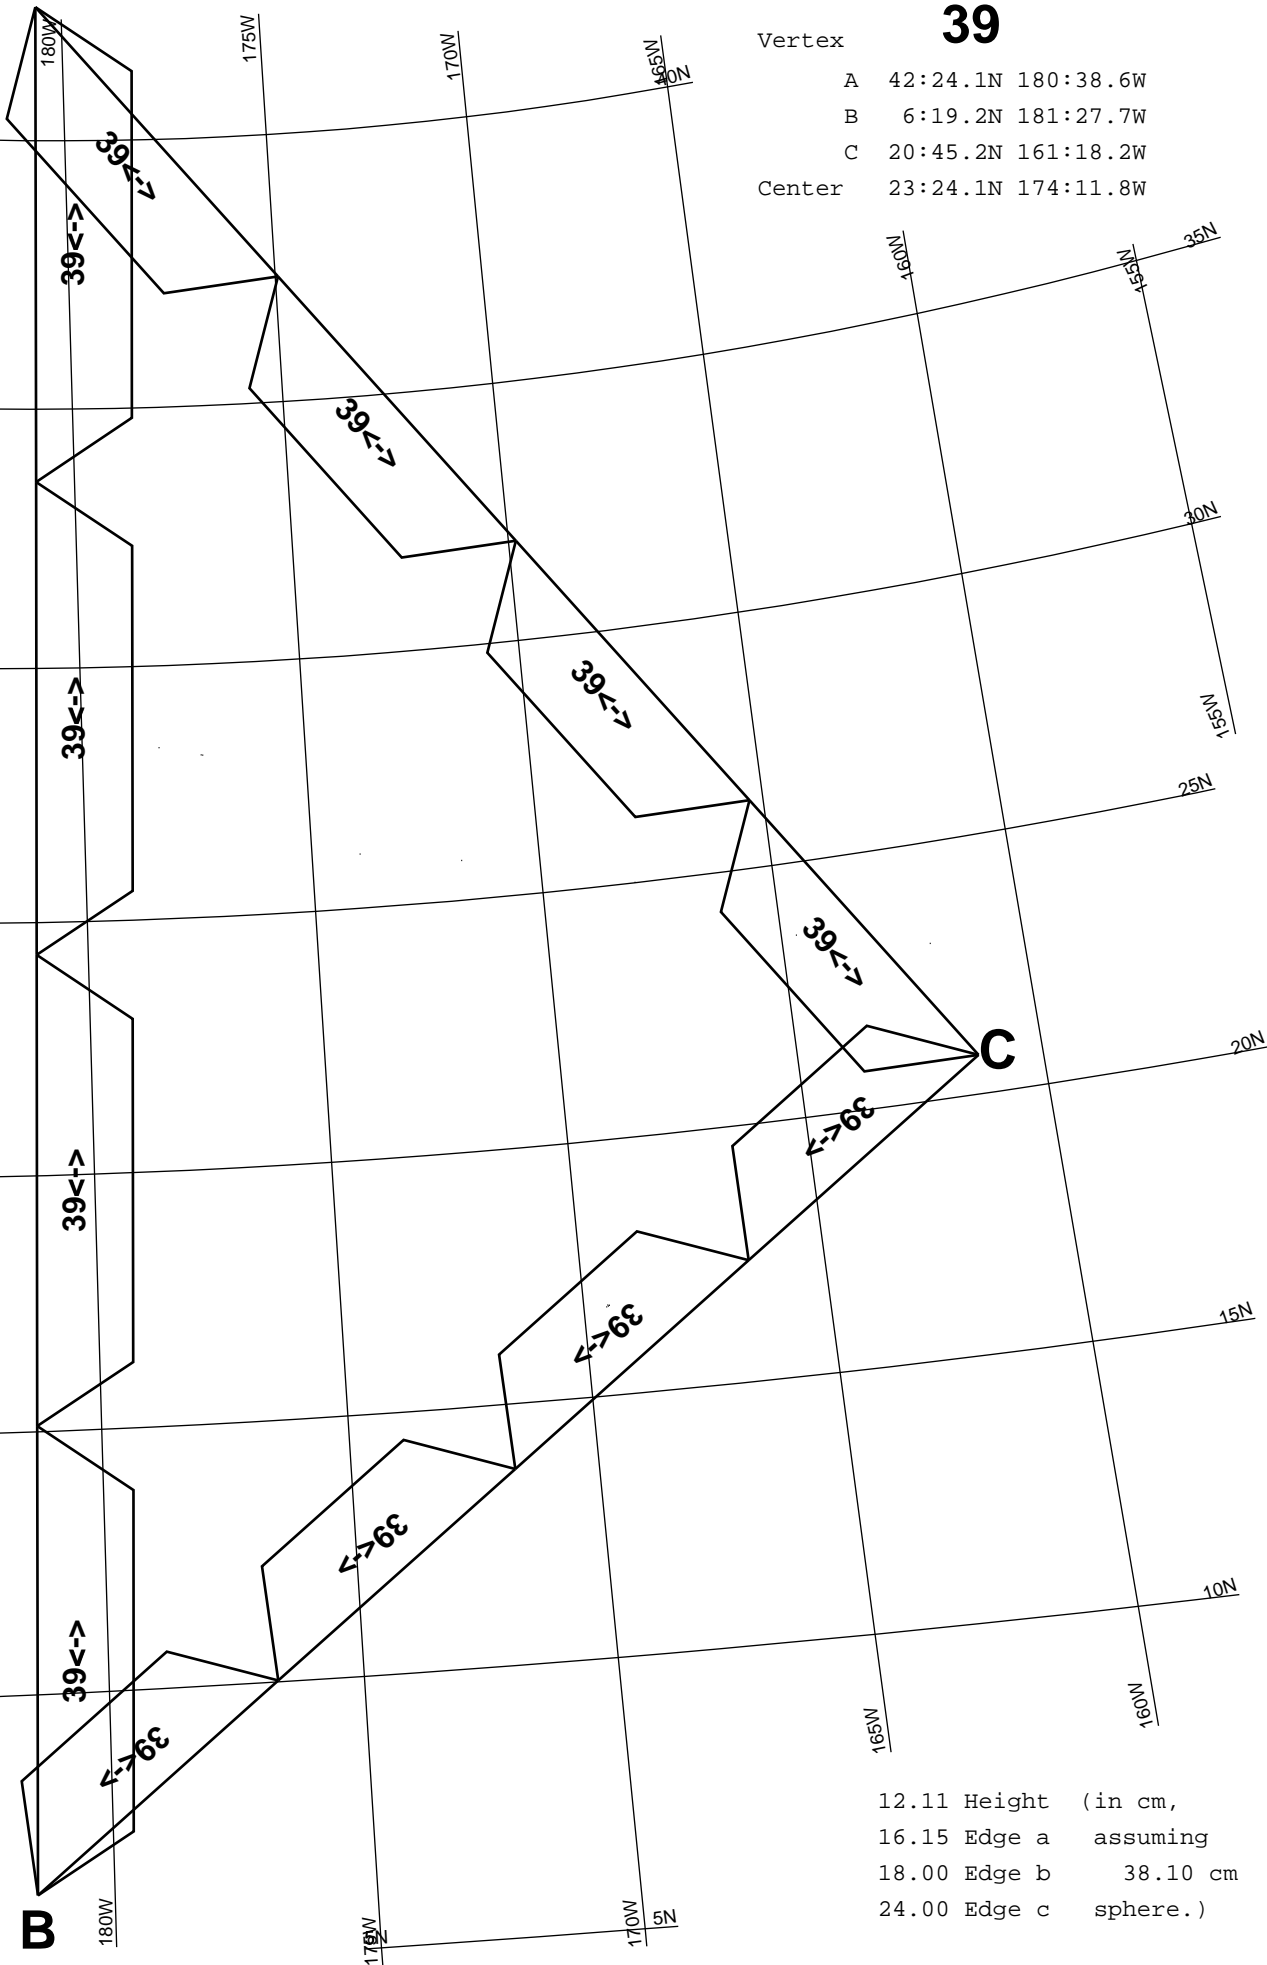 39
Vertex
A 42:24.1N 180:38.6W
B 6:19.2N 181:27.7W
C 20:45.2N 161:18.2W
Center 23:24.1N 174:11.8W
180W
175W
170W
165W
40N
160W
155W
35N
39<->
39<->
39<->
30N
39<->
39<->
155W
25N
39<->
C
20N
39<->
39<->
15N
39<->
39<->
10N
39<->
39<->
160W
165W
12.11 Height (in cm,
16.15 Edge a assuming
18.00 Edge b 38.10 cm
24.00 Edge c sphere.)
B
180W
175W
170W
5N